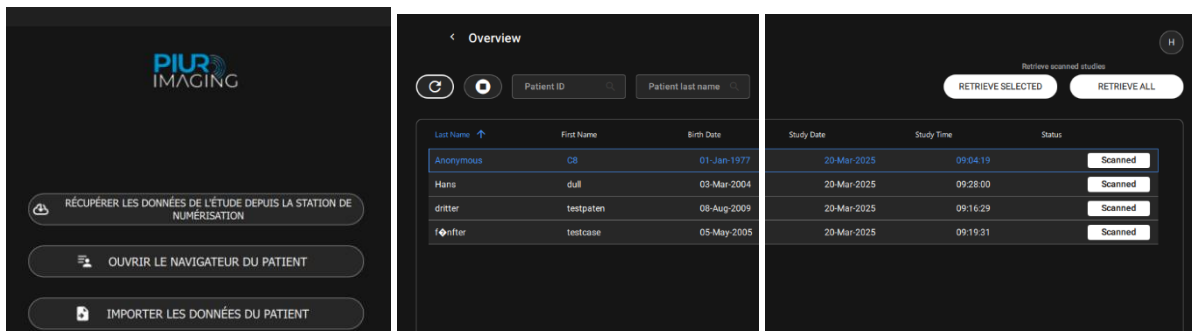 PIUR
IMAGING
RÉCUPÉRER LES DONNÉES DE L'ÉTUDE DEPUIS LA STATION DE
NUMÉRISATION
OUVRIR LE NAVIGATEUR DU PATIENT
IMPORTER LES DONNÉES DU PATIENT
Overview
Patient ID
Patient last name
Last Name First Name Birth Date
Anonymous C8 01-Jan-1977
Hans dull 03-Mar-2004
dritter testpaten 08-Aug-2009
f�nfter testcase 05-May-2005
H
Retrieve scanned studies
RETRIEVE SELECTED RETRIEVE ALL
Study Date Study Time Status
20-Mar-2025 09:04:19 Scanned
20-Mar-2025 09:28:00 Scanned
20-Mar-2025 09:16:29 Scanned
20-Mar-2025 09:19:31 Scanned